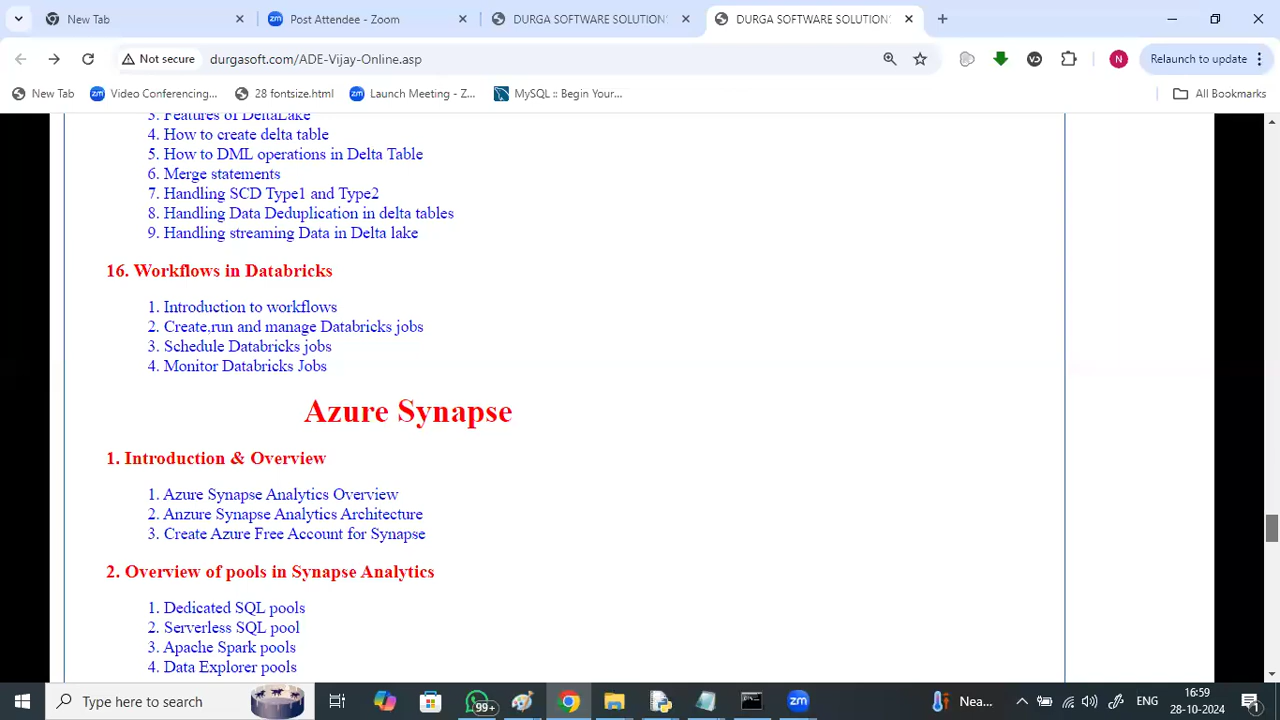 New Tab
Post Attendee - Zoom
DURGA SOFTWARE SOLUTION
DURGA SOFTWARE SOLUTION
Not secure
durgasoft.com/ADE-Vijay-Online.asp
N
Relaunch to update
New Tab
Video Conferencing...
28 fontsize.html
Launch Meeting - Z...
MySQL :: Begin Your...
All Bookmarks
3. Features of DeltaLake
4. How to create delta table
5. How to DML operations in Delta Table
6. Merge statements
7. Handling SCD Type1 and Type2
8. Handling Data Deduplication in delta tables
9. Handling streaming Data in Delta lake
16. Workflows in Databricks
1. Introduction to workflows
2. Create,run and manage Databricks jobs
3. Schedule Databricks jobs
4. Monitor Databricks Jobs
Azure Synapse
1. Introduction & Overview
1. Azure Synapse Analytics Overview
2. Anzure Synapse Analytics Architecture
3. Create Azure Free Account for Synapse
2. Overview of pools in Synapse Analytics
1. Dedicated SQL pools
2. Serverless SQL pool
3. Apache Spark pools
4. Data Explorer pools
Type here to search
99+
Nea...
ENG
16:59
28-10-2024